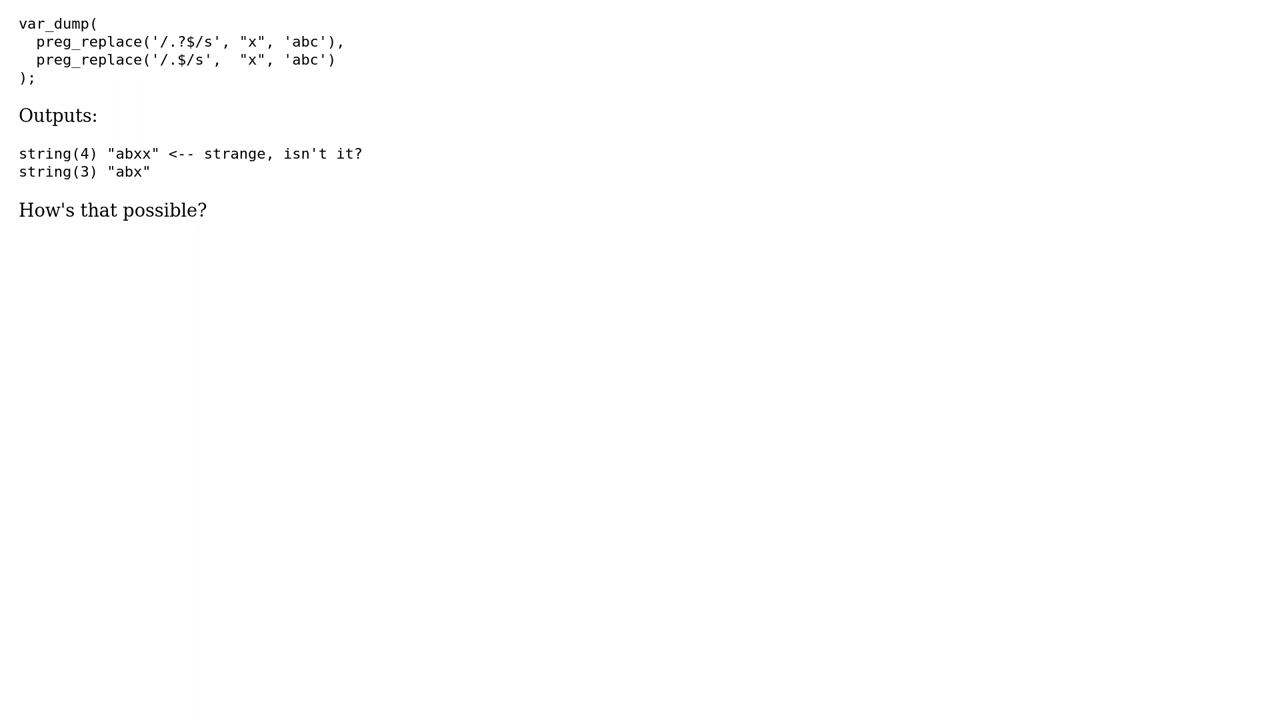 var_dump(
  preg_replace('/.?$/s', "x", 'abc'),
  preg_replace('/.$/s',  "x", 'abc')
);
Outputs:
string(4) "abxx" <-- strange, isn't it?
string(3) "abx"
How's that possible?